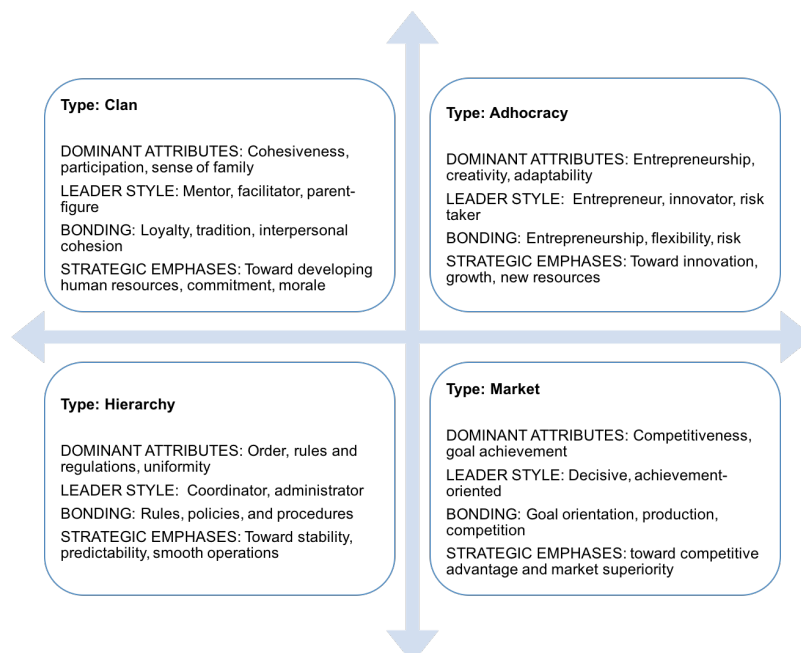 Type: Clan
DOMINANT ATTRIBUTES: Cohesiveness,
participation, sense of family
LEADER STYLE: Mentor, facilitator, parent-
figure
BONDING: Loyalty, tradition, interpersonal
cohesion
STRATEGIC EMPHASES: Toward developing
human resources, commitment, morale
Type: Adhocracy
DOMINANT ATTRIBUTES: Entrepreneurship,
creativity, adaptability
LEADER STYLE:  Entrepreneur, innovator, risk
taker
BONDING: Entrepreneurship, flexibility, risk
STRATEGIC EMPHASES: Toward innovation,
growth, new resources
Type: Hierarchy
DOMINANT ATTRIBUTES: Order, rules and
regulations, uniformity
LEADER STYLE:  Coordinator, administrator
BONDING: Rules, policies, and procedures
STRATEGIC EMPHASES: Toward stability,
predictability, smooth operations
Type: Market
DOMINANT ATTRIBUTES: Competitiveness,
goal achievement
LEADER STYLE: Decisive, achievement-
oriented
BONDING: Goal orientation, production,
competition
STRATEGIC EMPHASES: toward competitive
advantage and market superiority